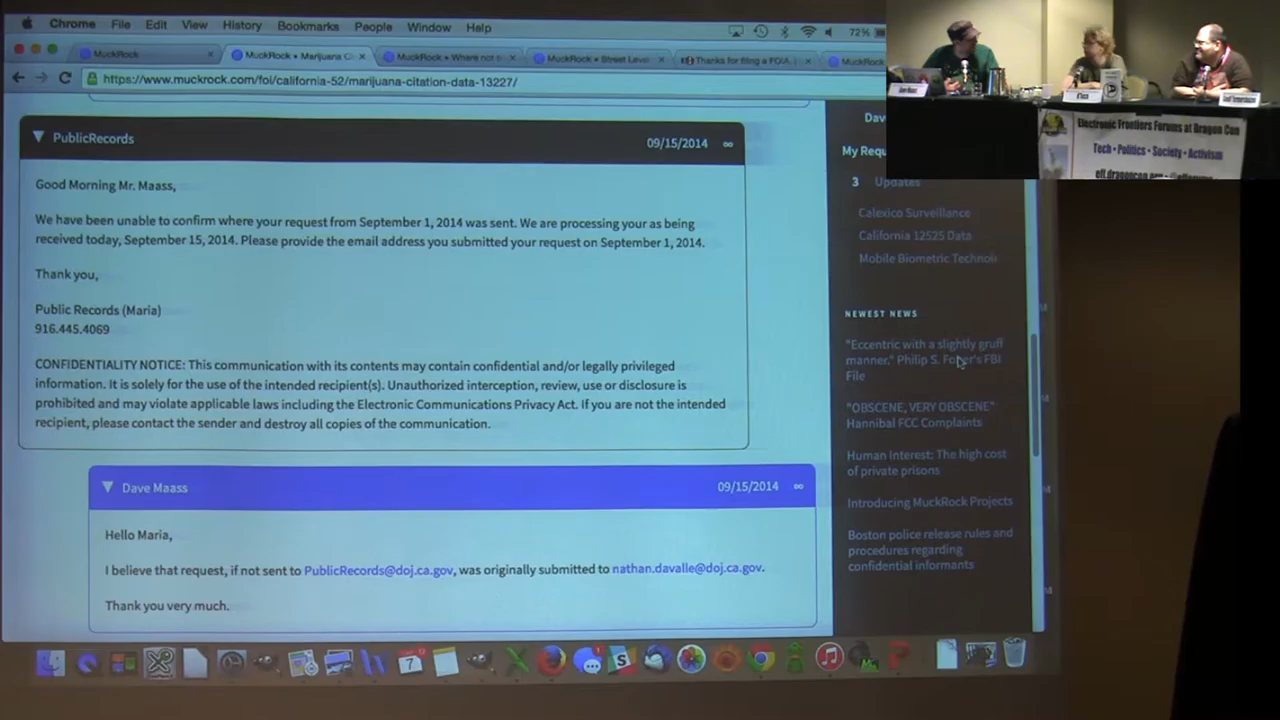 Chrome File Edit View History Bookmarks People Window Help
72%
MuckRock
MuckRock • Marijuana Ci
MuckRock • Where not t
MuckRock • Street Leve
Thanks for filing a FOIA
MuckRock
https://www.muckrock.com/foi/california-52/marijuana-citation-data-13227/
PublicRecords
09/15/2014
Good Morning Mr. Maass,
We have been unable to confirm where your request from September 1, 2014 was sent. We are processing your as being
received today, September 15, 2014. Please provide the email address you submitted your request on September 1, 2014.
Thank you,
Public Records (Maria)
916.445.4069
CONFIDENTIALITY NOTICE: This communication with its contents may contain confidential and/or legally privileged
information. It is solely for the use of the intended recipient(s). Unauthorized interception, review, use or disclosure is
prohibited and may violate applicable laws including the Electronic Communications Privacy Act. If you are not the intended
recipient, please contact the sender and destroy all copies of the communication.
Dave Maass
09/15/2014
Hello Maria,
I believe that request, if not sent to PublicRecords@doj.ca.gov, was originally submitted to nathan.davalle@doj.ca.gov.
Thank you very much.
Dav
My Requ
3 Updates
Calexico Surveillance
California 12525 Data
Mobile Biometric Technolo
NEWEST NEWS
"Eccentric with a slightly gruff
manner." Philip S. Foner's FBI
File
"OBSCENE, VERY OBSCENE"
Hannibal FCC Complaints
Human Interest: The high cost
of private prisons
Introducing MuckRock Projects
Boston police release rules and
procedures regarding
confidential informants
7
Electronic Frontiers Forums at Dragon Con
Tech • Politics • Society • Activism